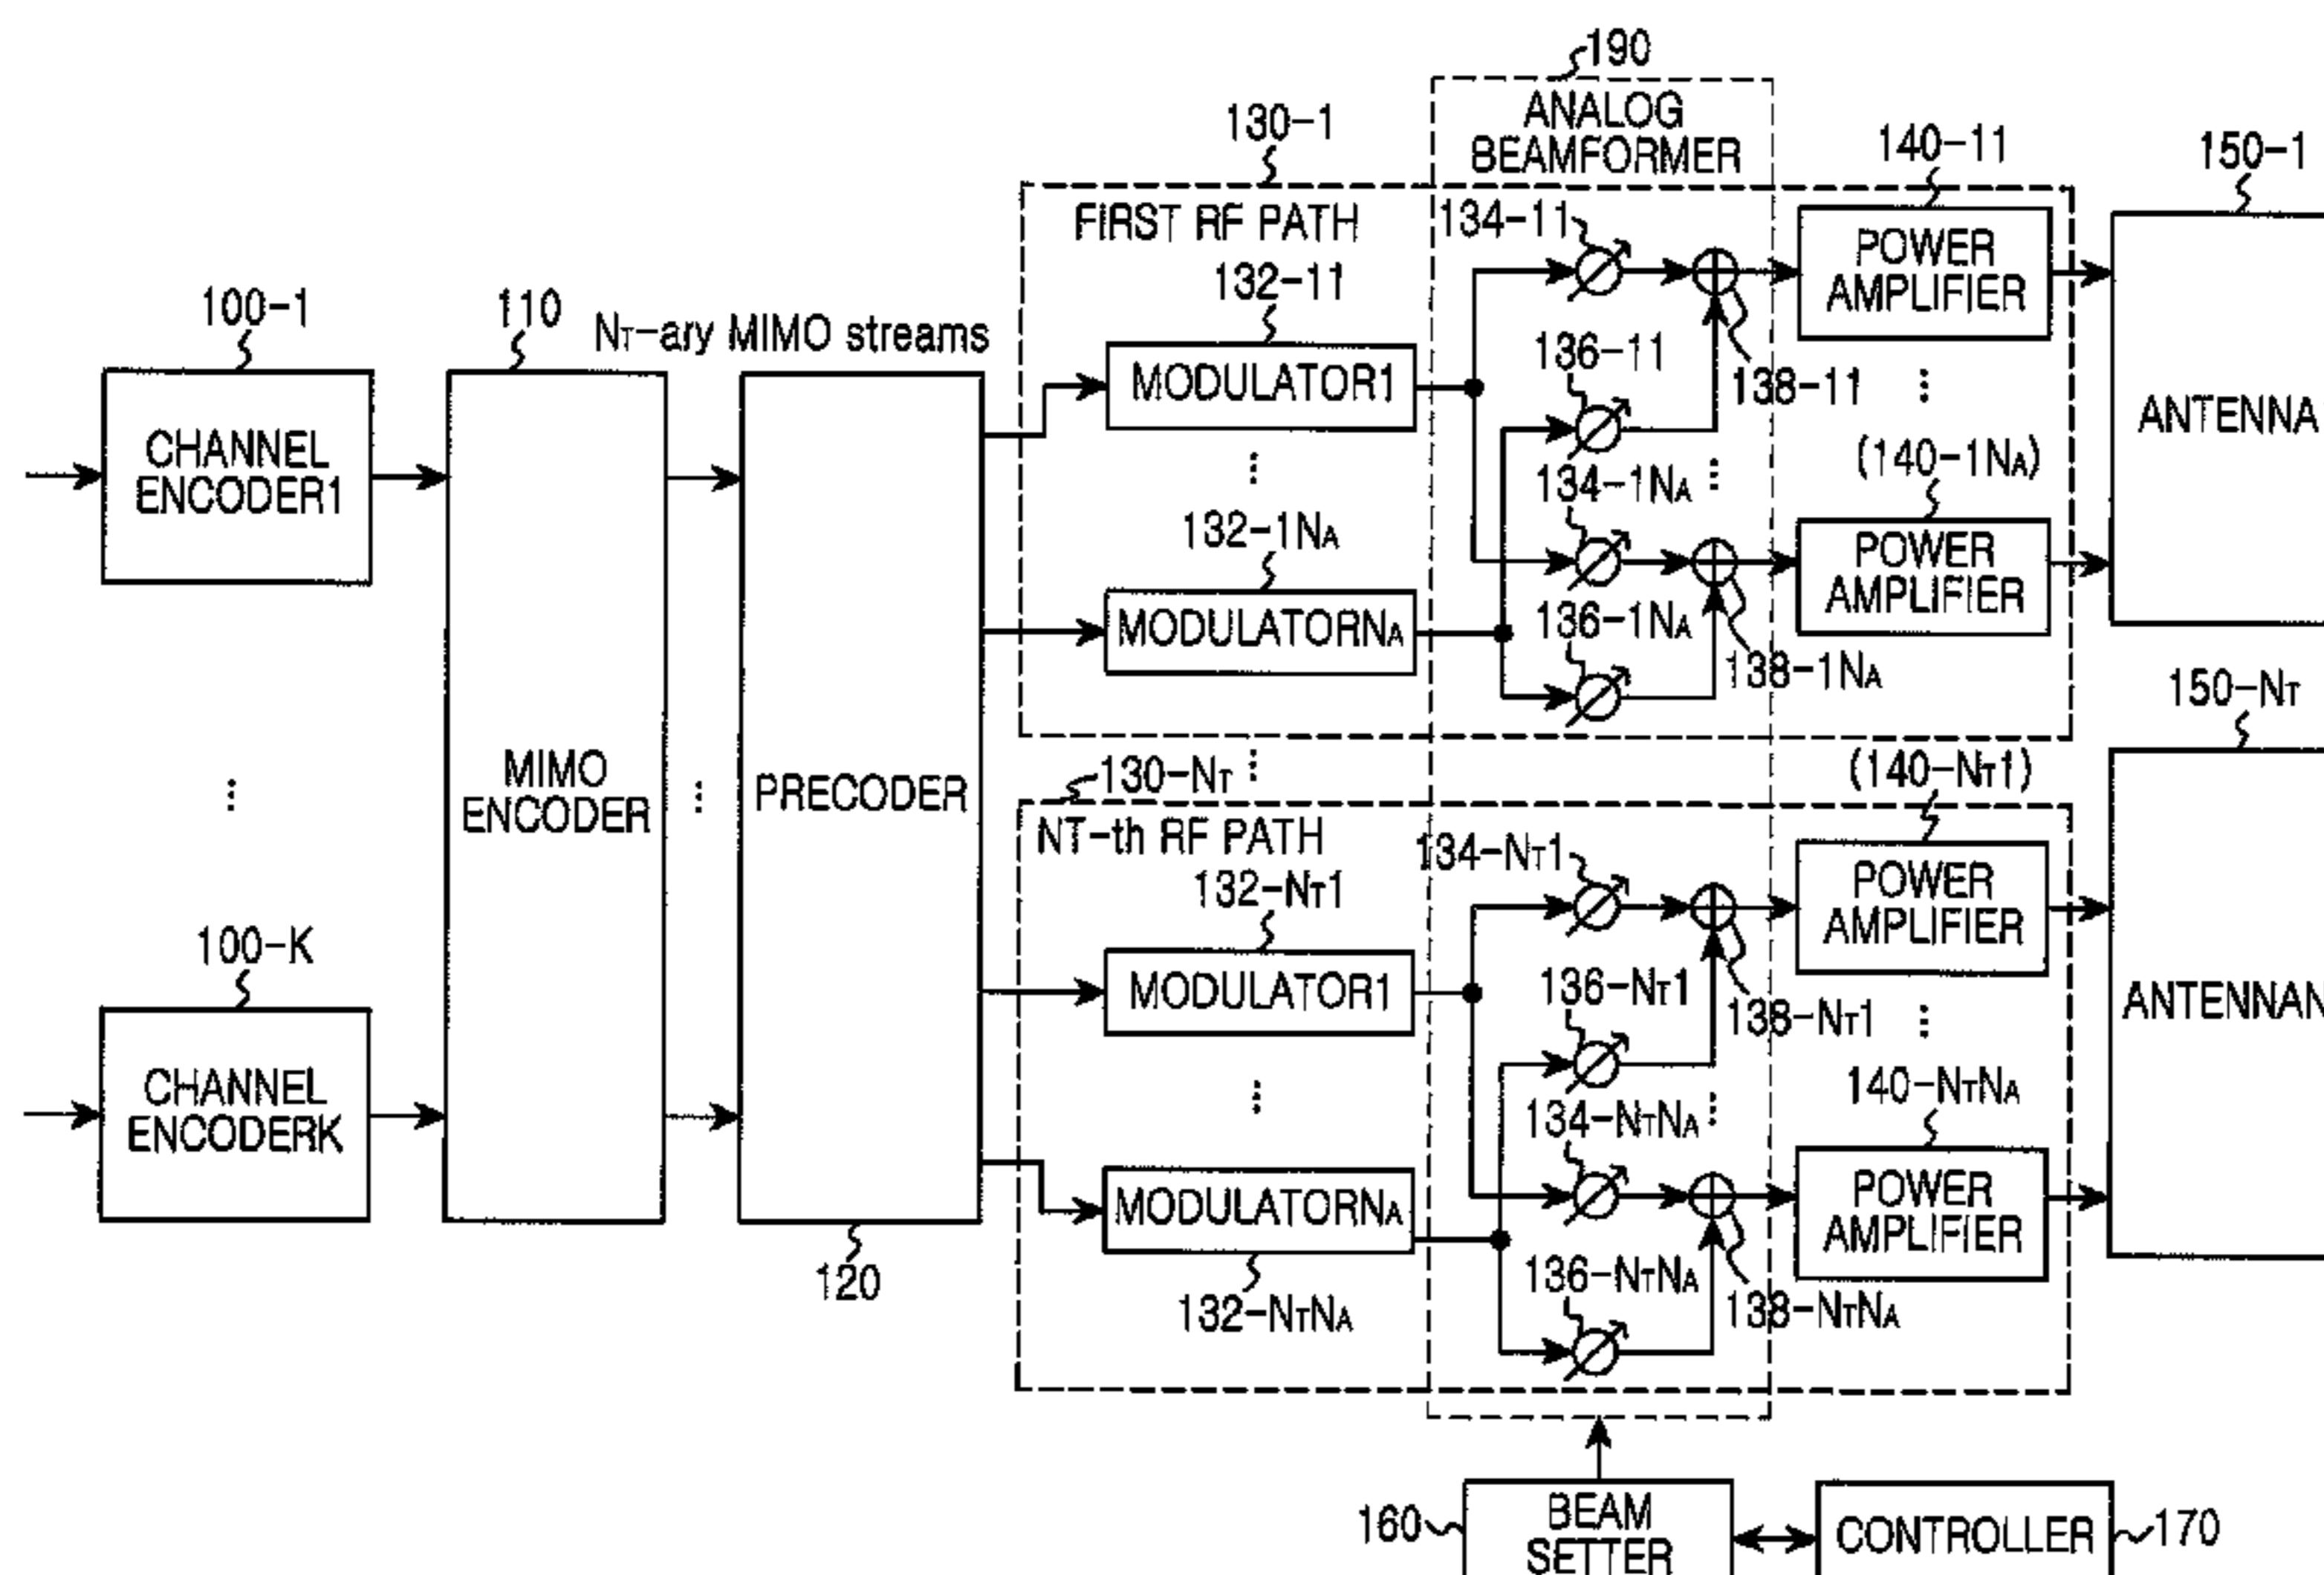 190
ANALOG
BEAMFORMER
130-1
140-11
150-1
FIRST RF PATH
134-11
POWER
AMPLIFIER
132-11
100-1
110
NT-ary MIMO streams
136-11
MODULATOR1
138-11
...
ANTENNA
CHANNEL
ENCODER1
...
134-1NA
...
(140-1NA)
132-1NA
POWER
AMPLIFIER
136-1NA
MODULATORNA
138-1NA
150-NT
MIMO
ENCODER
...
...
PRECODER
130-NT
...
(140-NT1)
NT-th RF PATH
134-NT1
POWER
AMPLIFIER
132-NT1
100-K
136-NT1
MODULATOR1
138-NT1
...
ANTENNAN
CHANNEL
ENCODERK
...
134-NTNA
...
140-NTNA
MODULATORNA
POWER
AMPLIFIER
120
132-NTNA
136-NTNA
138-NTNA
160
BEAM
SETTER
CONTROLLER
170